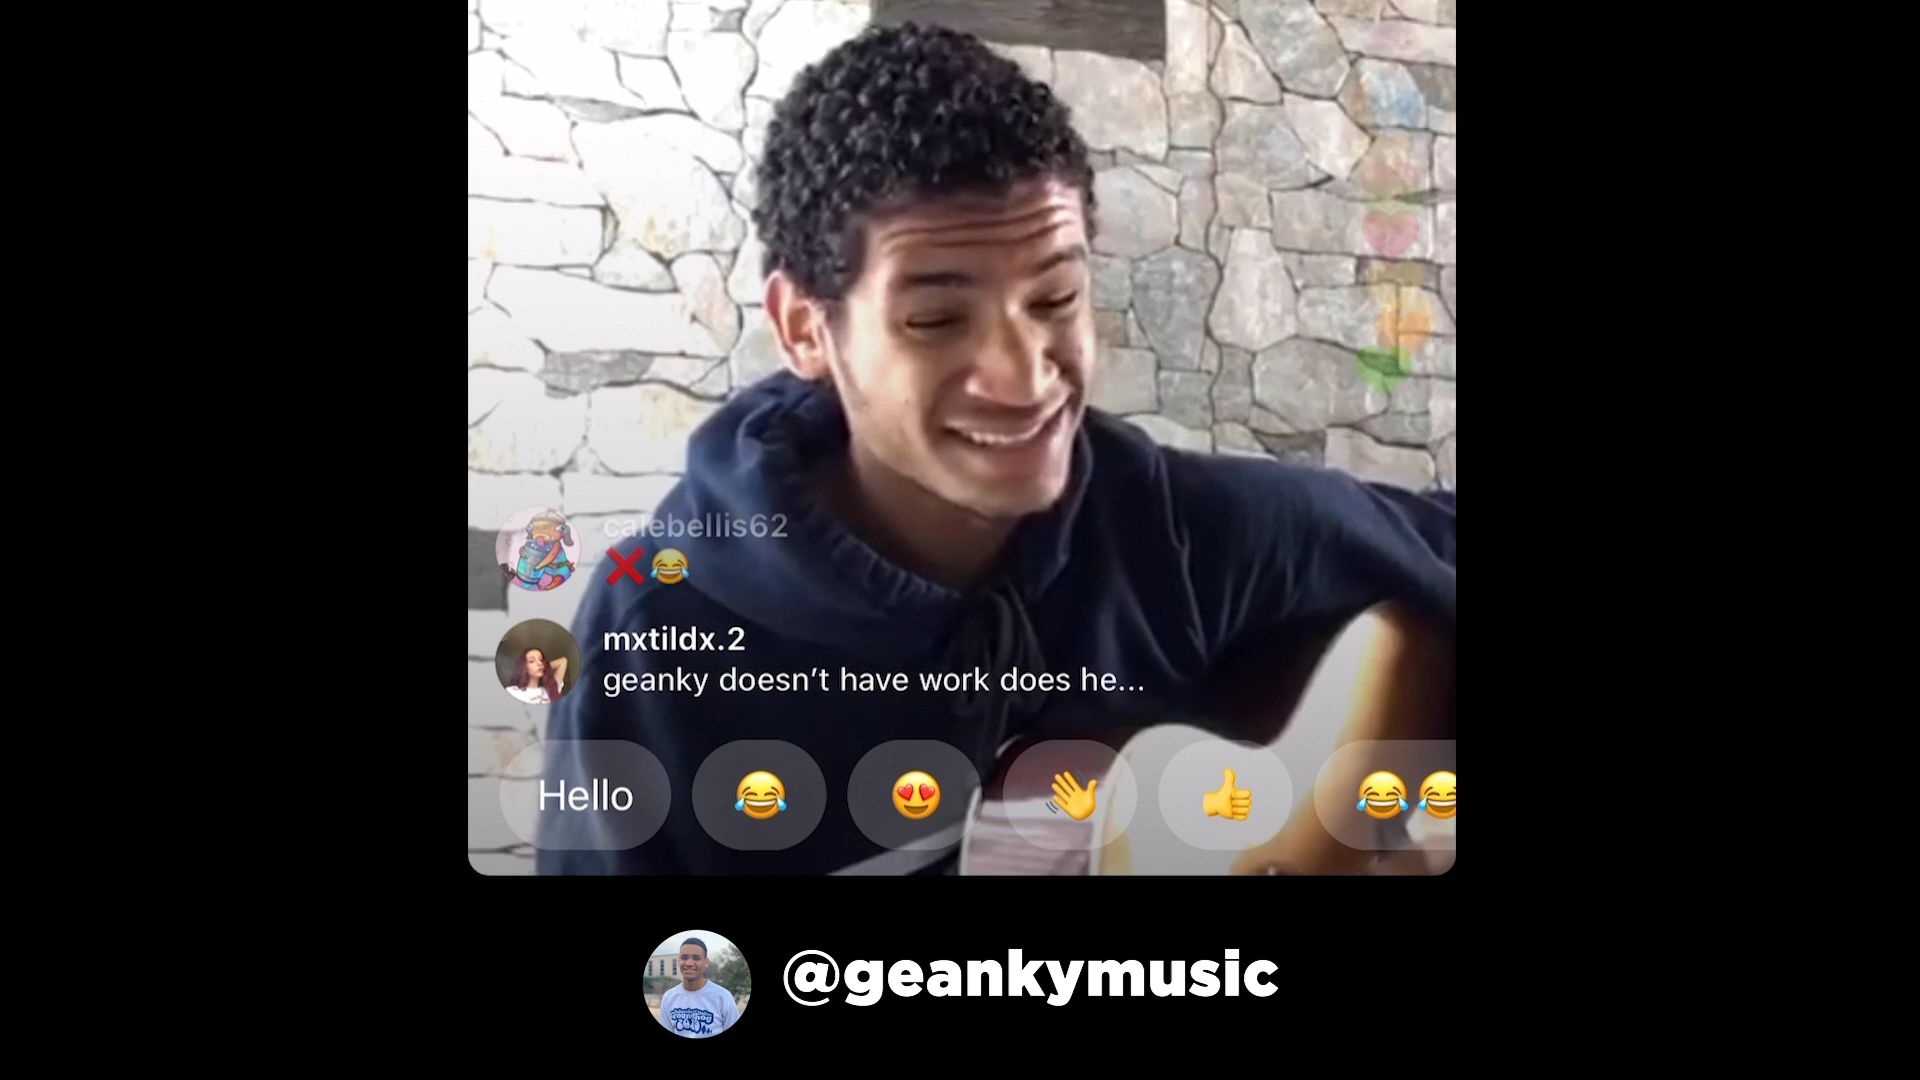 calebellis62
❌😂
mxtildx.2
geanky doesn't have work does he...
Hello 😂 😍 👋 👍 😂😂
@geankymusic